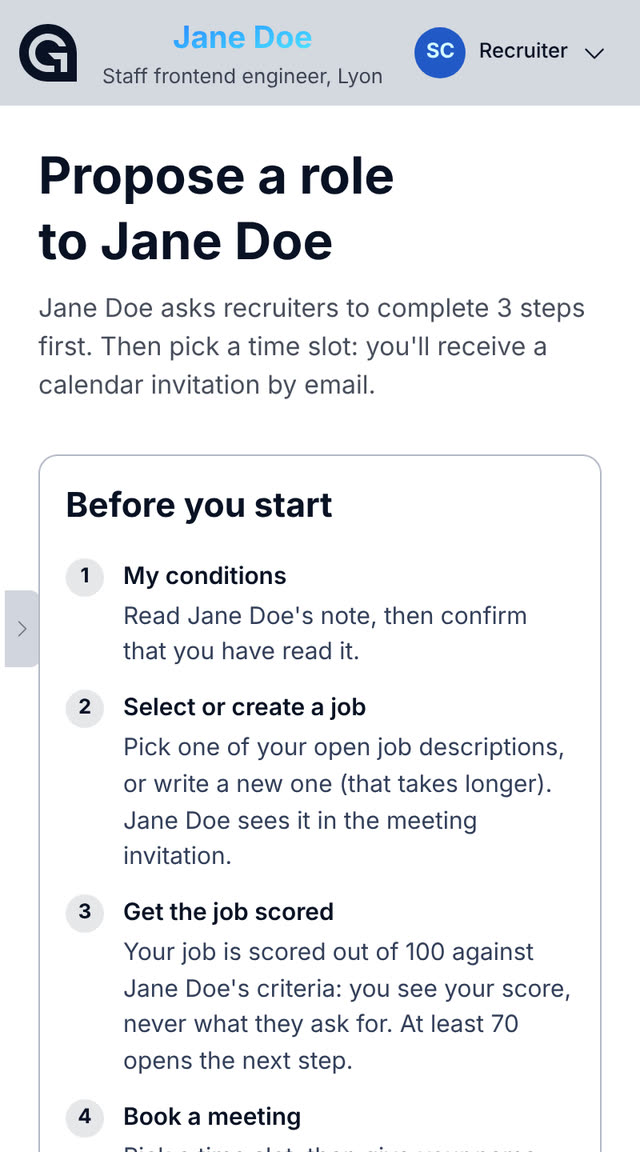 Jane Doe
Staff frontend engineer, Lyon
SC
Recruiter
Propose a role
to Jane Doe
Jane Doe asks recruiters to complete 3 steps
first. Then pick a time slot: you'll receive a
calendar invitation by email.
Before you start
1
My conditions
Read Jane Doe's note, then confirm
that you have read it.
2
Select or create a job
Pick one of your open job descriptions,
or write a new one (that takes longer).
Jane Doe sees it in the meeting
invitation.
3
Get the job scored
Your job is scored out of 100 against
Jane Doe's criteria: you see your score,
never what they ask for. At least 70
opens the next step.
4
Book a meeting